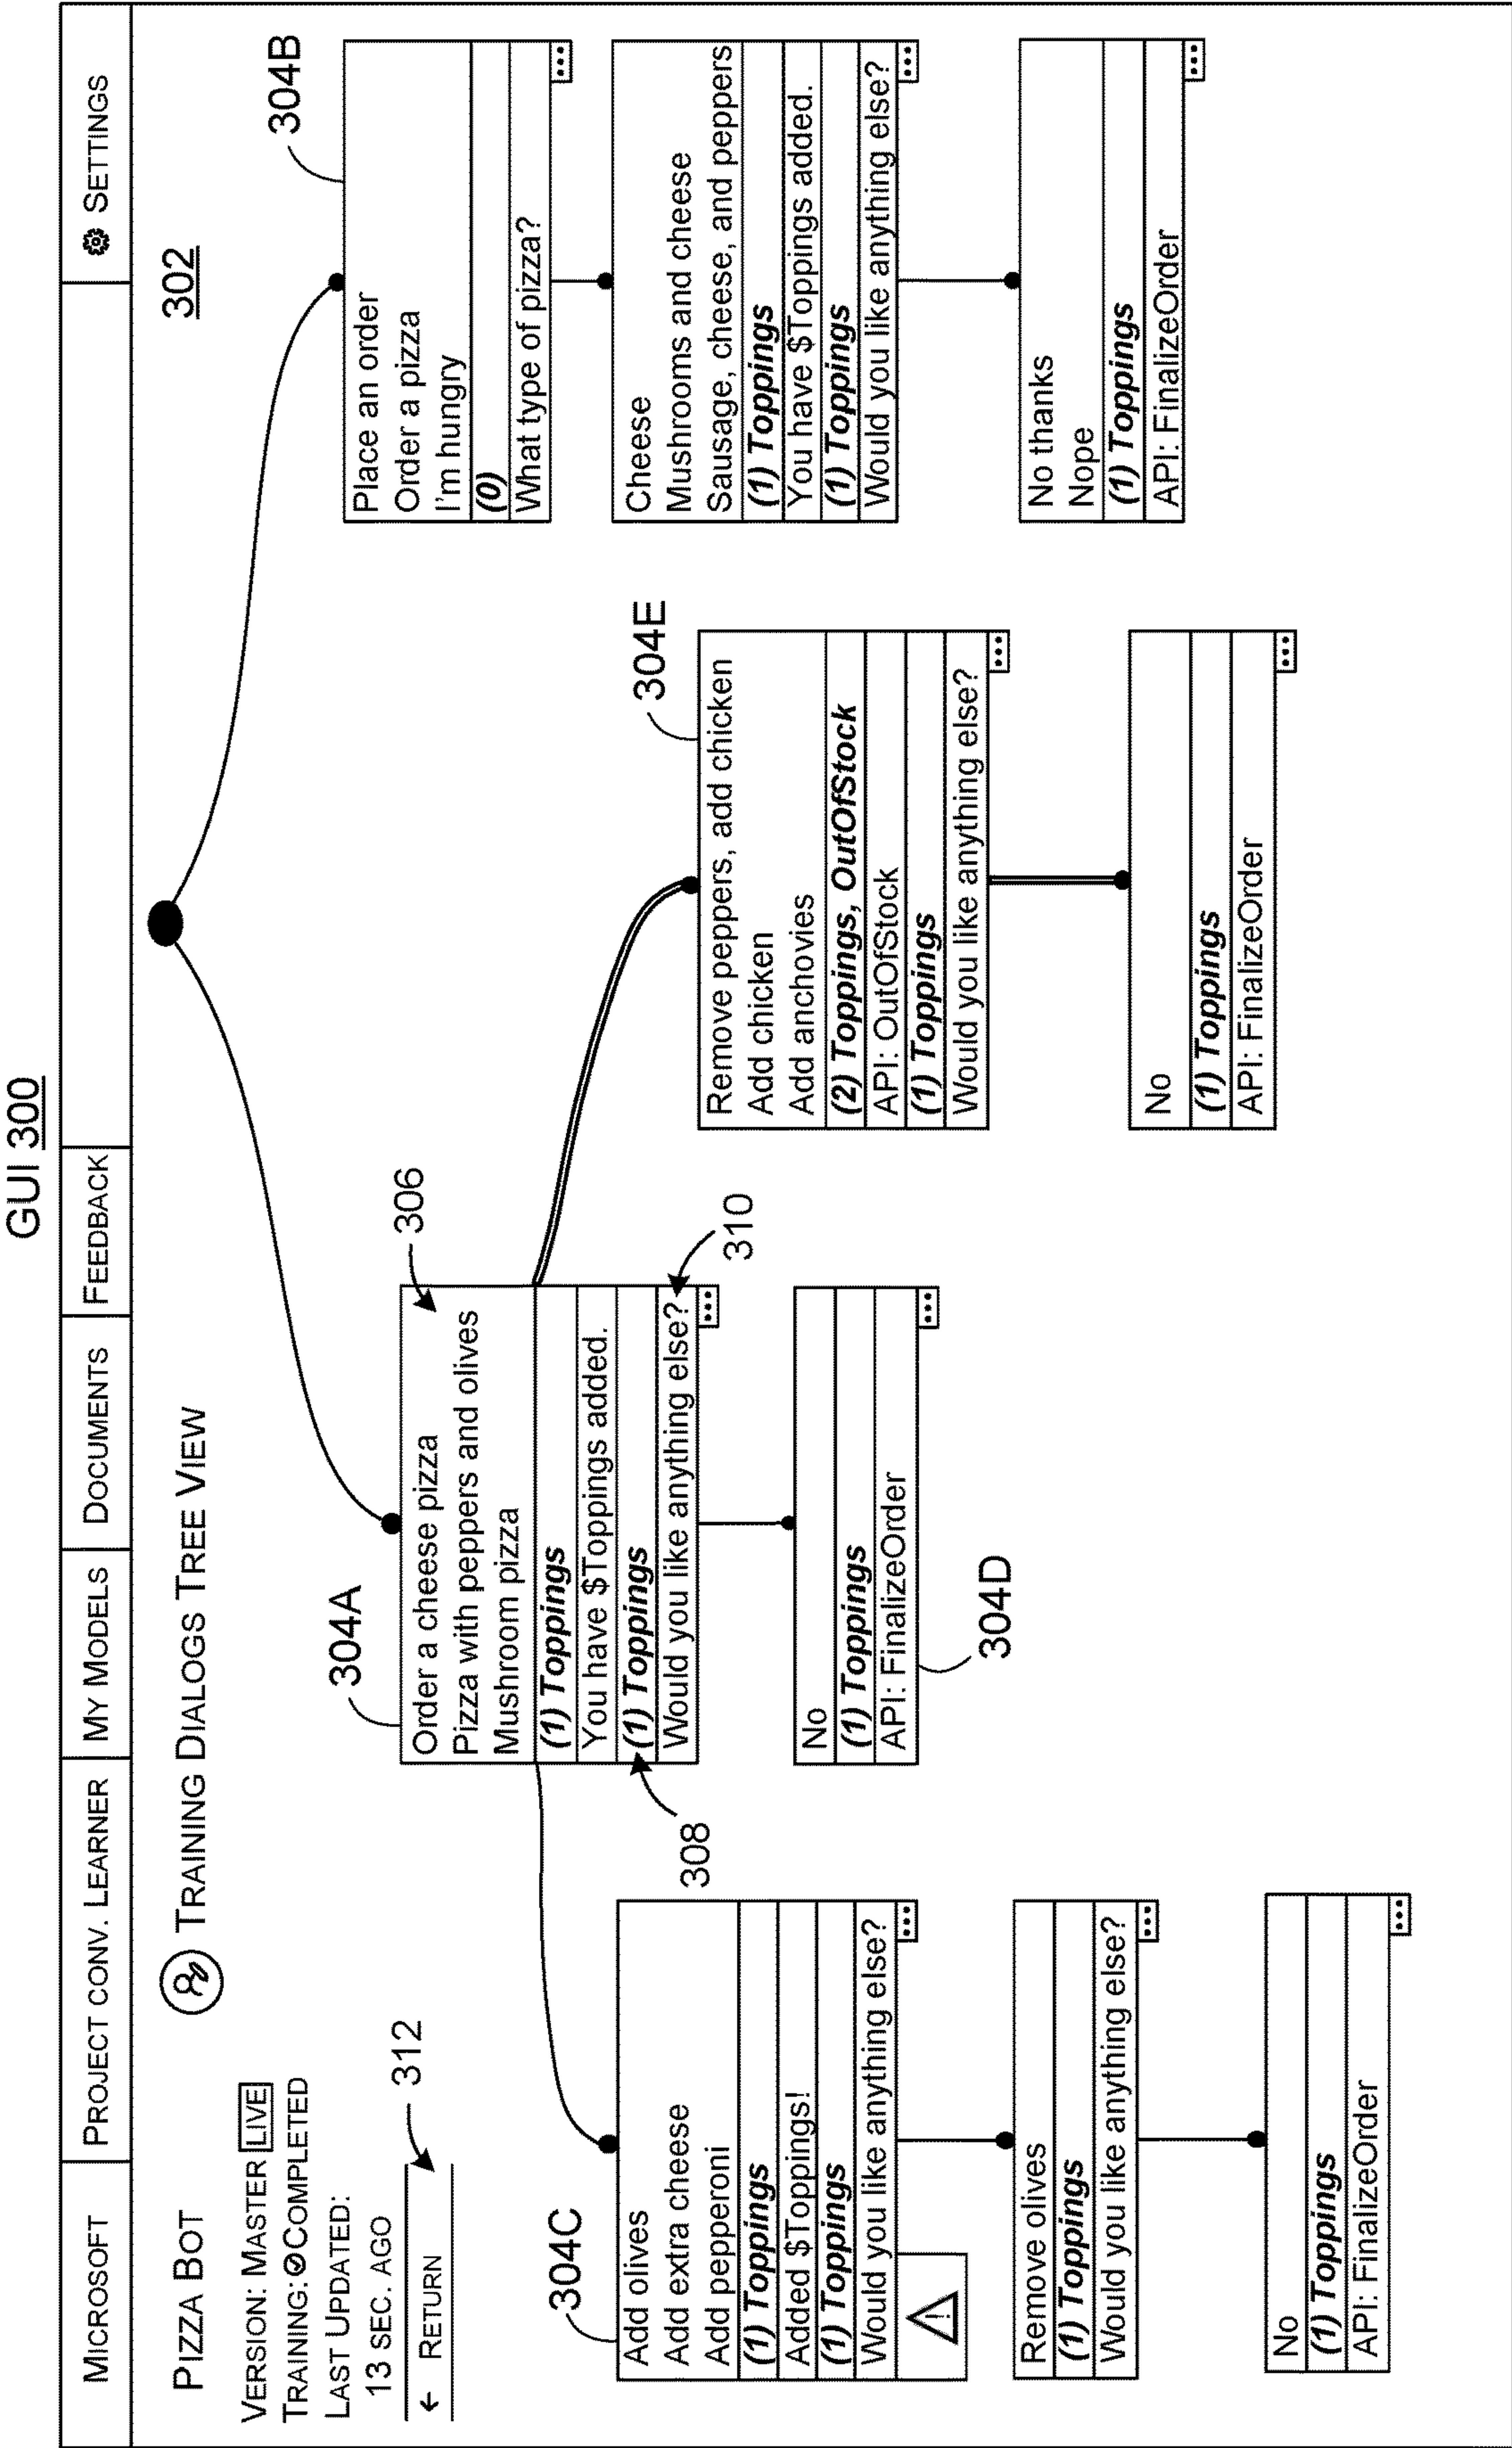 GUI 300
MICROSOFT
PROJECT CONV. LEARNER
MY MODELS
DOCUMENTS
FEEDBACK
SETTINGS
PIZZA BOT
TRAINING DIALOGS TREE VIEW
302
VERSION: MASTER LIVE
TRAINING: COMPLETED
LAST UPDATED:
13 SEC. AGO
← RETURN
312
304A
Order a cheese pizza
Pizza with peppers and olives
Mushroom pizza
(1) Toppings
You have $Toppings added.
(1) Toppings
Would you like anything else?
...
306
308
310
304B
Place an order
Order a pizza
I'm hungry
(0)
What type of pizza?
...
Cheese
Mushrooms and cheese
Sausage, cheese, and peppers
(1) Toppings
You have $Toppings added.
(1) Toppings
Would you like anything else?
...
No thanks
Nope
(1) Toppings
API: FinalizeOrder
...
304C
Add olives
Add extra cheese
Add pepperoni
(1) Toppings
Added $Toppings!
(1) Toppings
Would you like anything else?
...
!
Remove olives
(1) Toppings
Would you like anything else?
...
No
(1) Toppings
API: FinalizeOrder
...
No
(1) Toppings
API: FinalizeOrder
...
304D
304E
Remove peppers, add chicken
Add chicken
Add anchovies
(2) Toppings, OutOfStock
API: OutOfStock
(1) Toppings
Would you like anything else?
...
No
(1) Toppings
API: FinalizeOrder
...